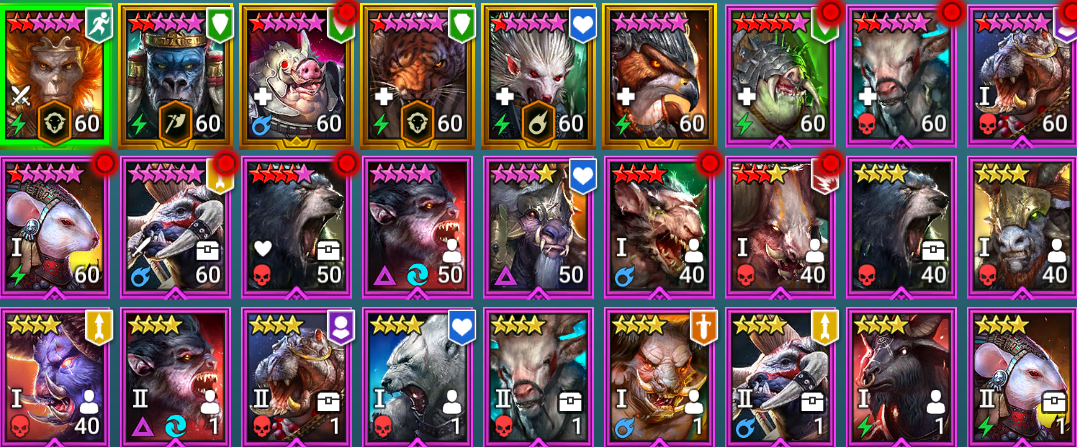 60 60 60 60 60 60 60 60 I 60
I 60 60 50 50 50 I 40 I 40 40 I 40
I 40 II 1 II 1 I 1 II 1 I 1 II 1 I 1 II 1